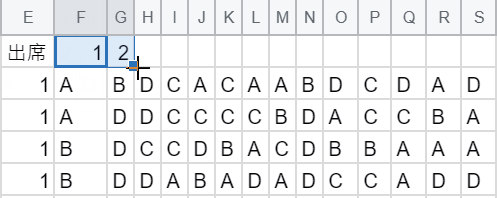 E F G H I J K L M N O P Q R S
出席 1 2
1 A B D C A C A A B D C D A D
1 A D D C C C C B D A C C B A
1 B D C C D B A C D B B A A A
1 B D D A B A D A D C C A D D